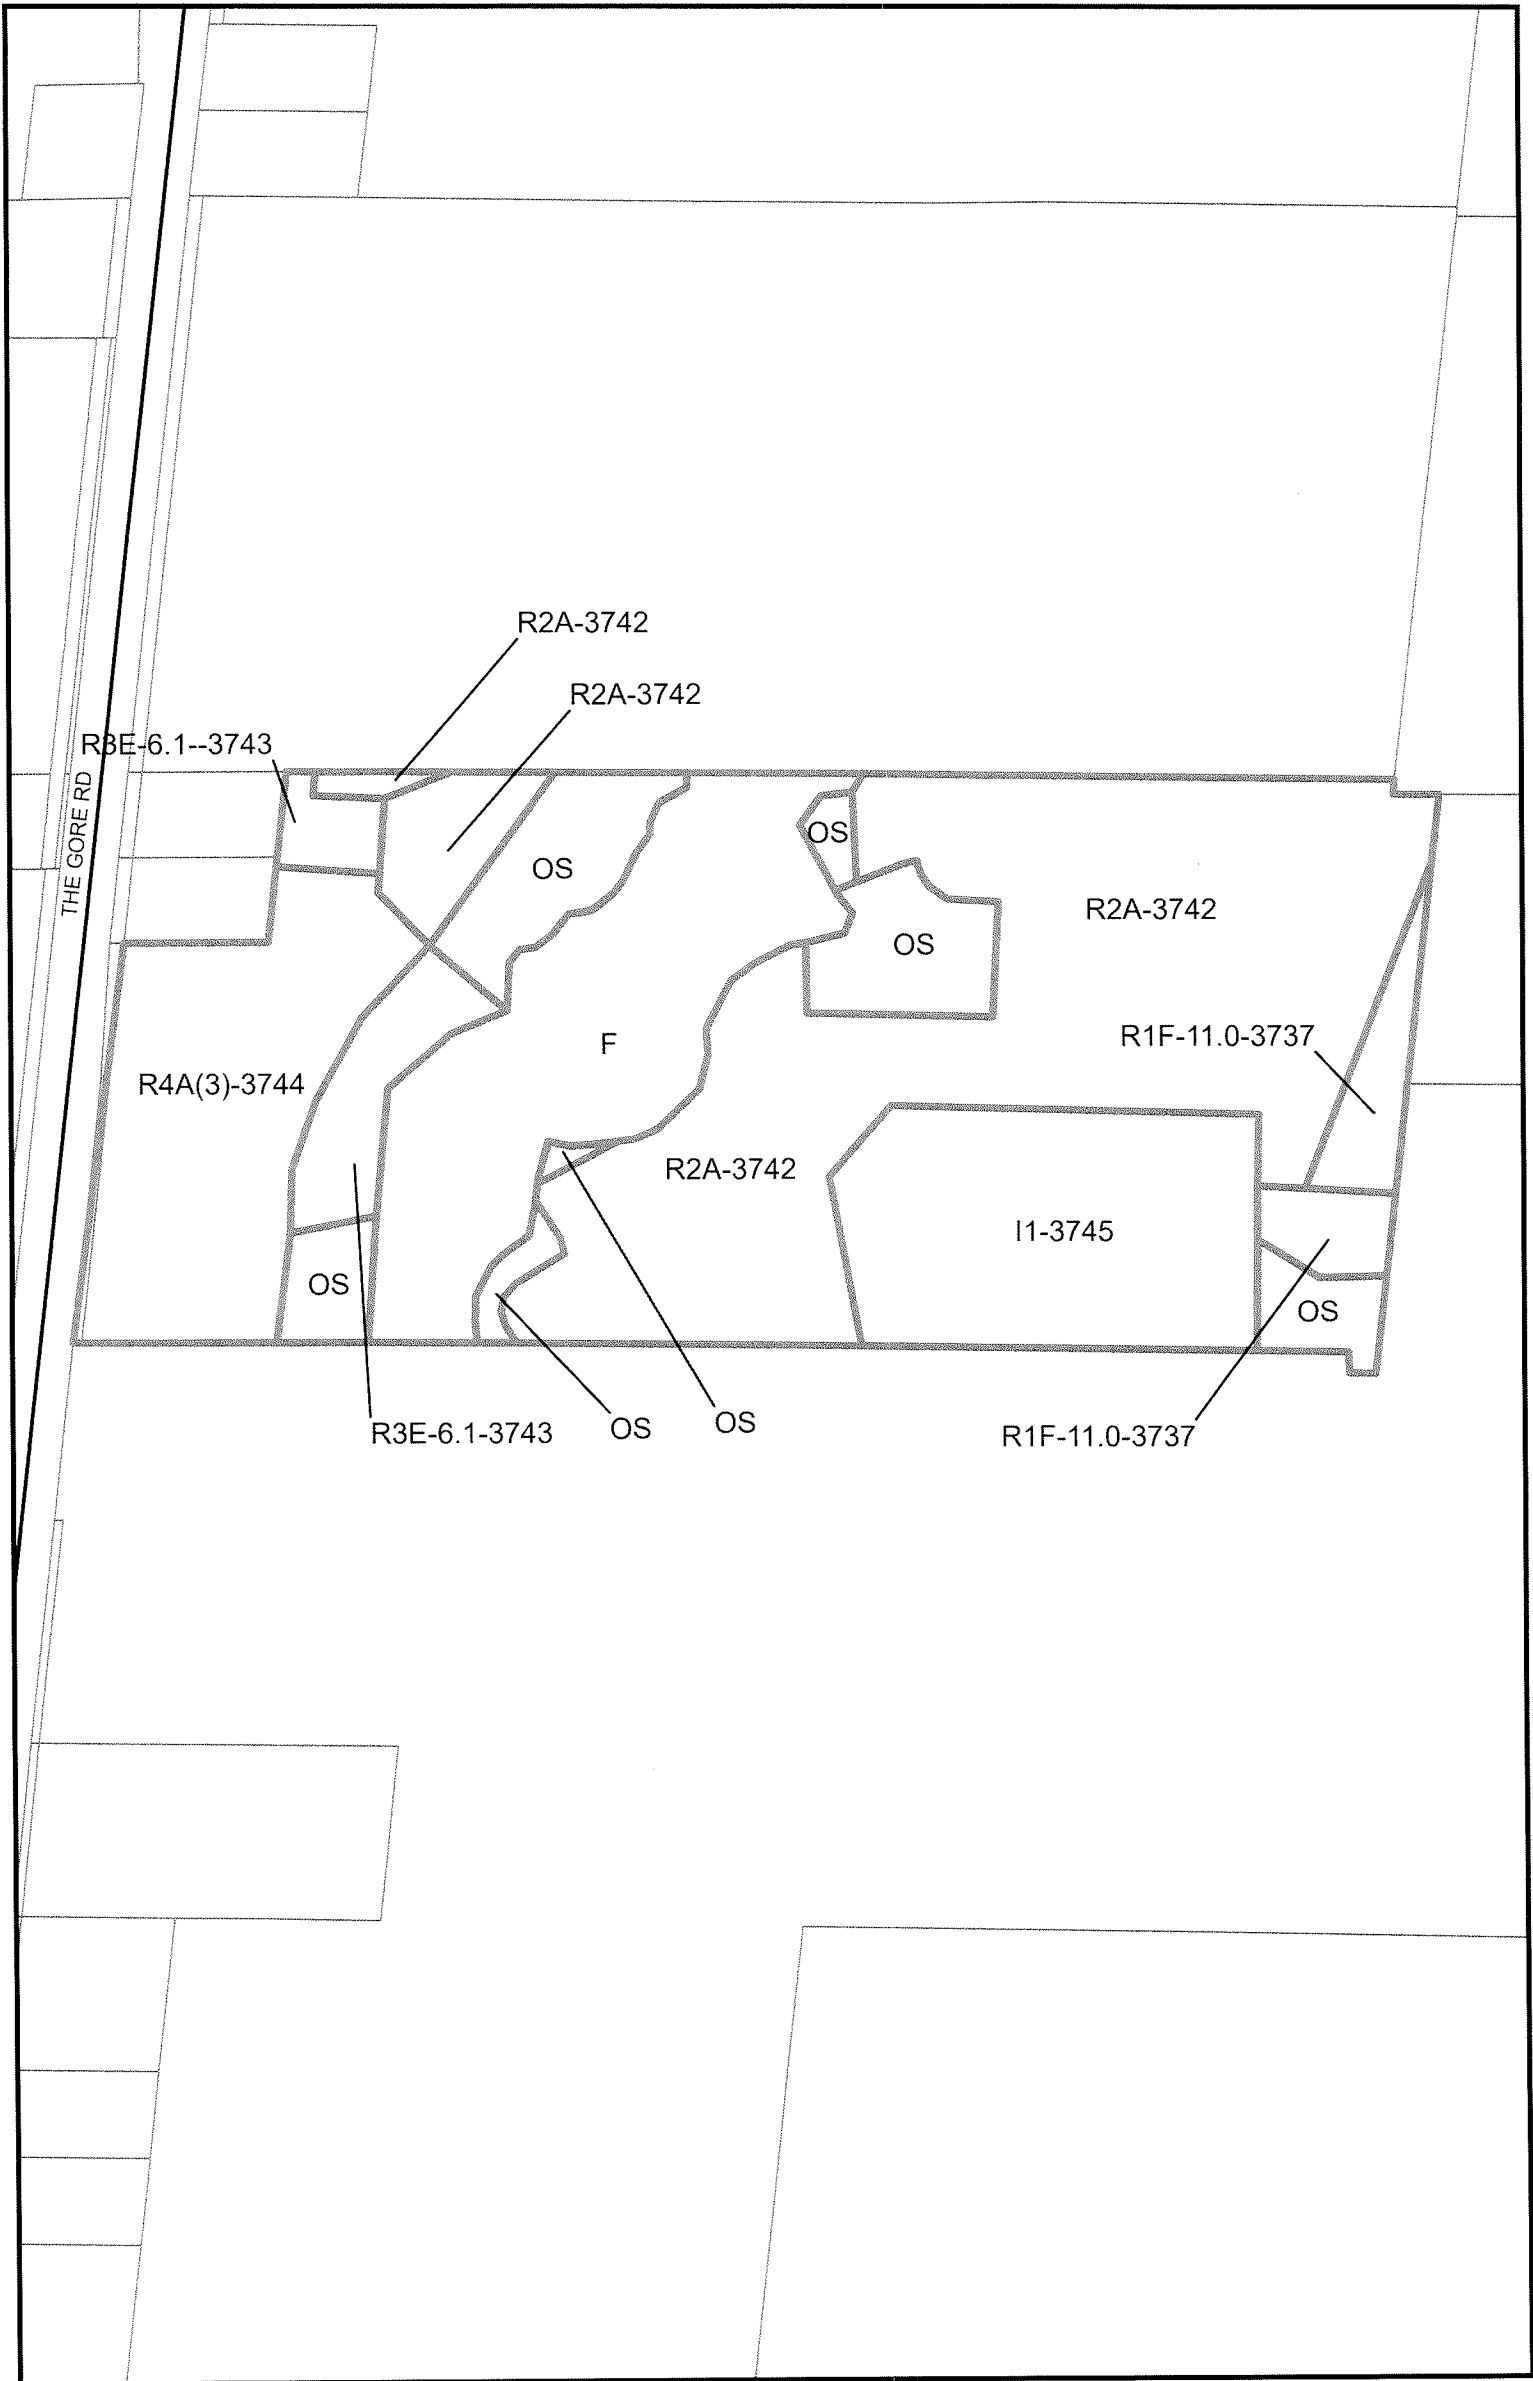 R2A-3742
R2A-3742
R3E-6.1--3743
THE GORE RD
OS
OS
R2A-3742
OS
R1F-11.0-3737
F
R4A(3)-3744
R2A-3742
I1-3745
OS
OS
R3E-6.1-3743
OS
OS
R1F-11.0-3737